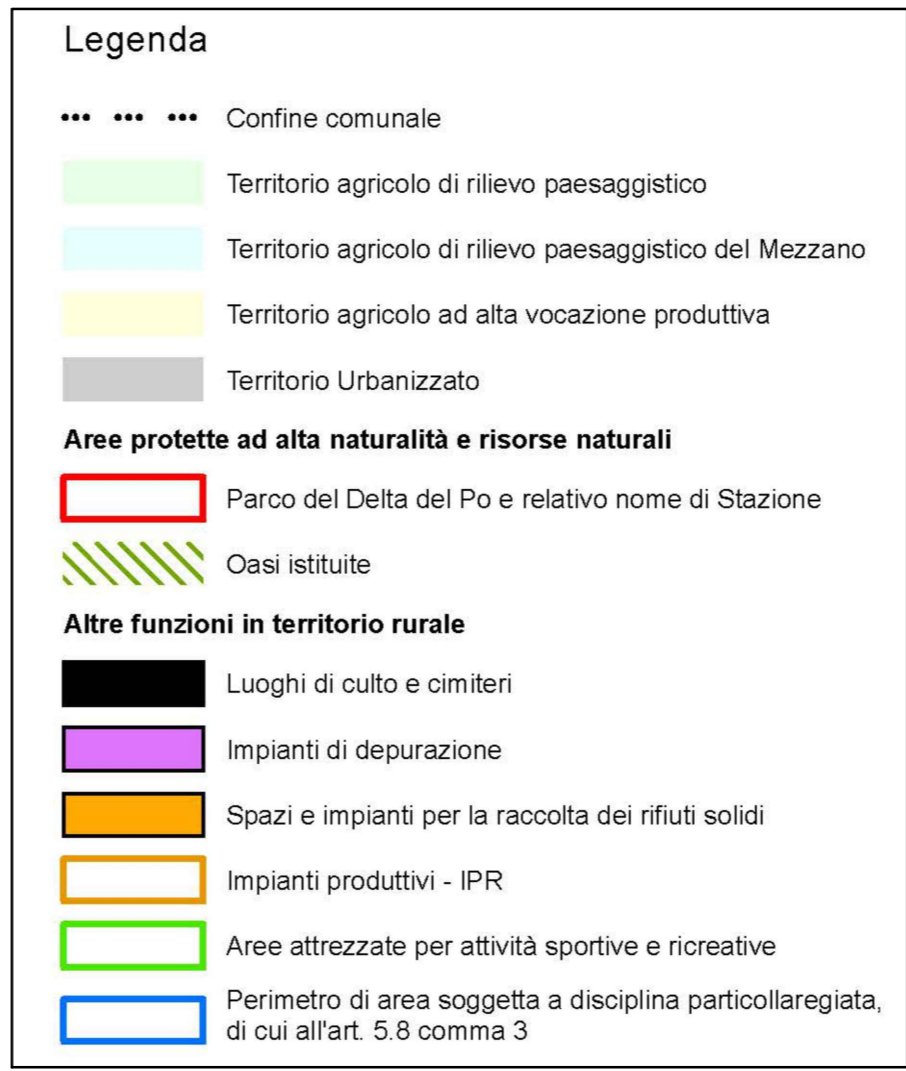 Legenda
Confine comunale
Territorio agricolo di rilievo paesaggistico
Territorio agricolo di rilievo paesaggistico del Mezzano
Territorio agricolo ad alta vocazione produttiva
Territorio Urbanizzato
Aree protette ad alta naturalità e risorse naturali
Parco del Delta del Po e relativo nome di Stazione
Oasi istituite
Altre funzioni in territorio rurale
Luoghi di culto e cimiteri
Impianti di depurazione
Spazi e impianti per la raccolta dei rifiuti solidi
Impianti produttivi - IPR
Aree attrezzate per attività sportive e ricreative
Perimetro di area soggetta a disciplina particollaregiata,
di cui all'art. 5.8 comma 3